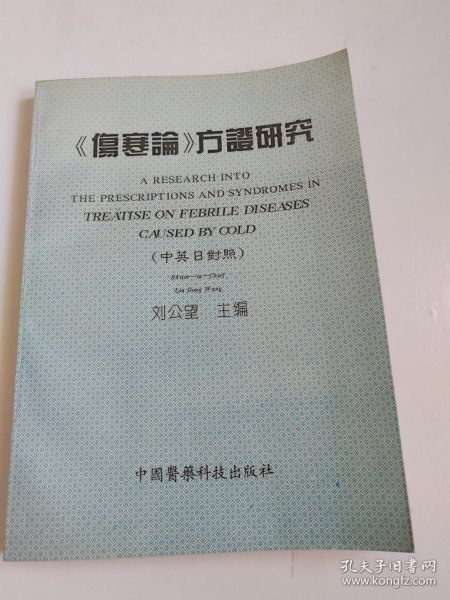 《傷寒論》方證研究
A RESEARCH INTO
THE PRESCRIPTIONS AND SYNDROMES IN
TREATISE ON FEBRILE DISEASES
CAUSED BY COLD
(中英日對照)
Editor—in—Chief
Liu Gong Wang
刘公望 主编
中國醫藥科技出版社
孔夫子旧书网
www.kongfz.com